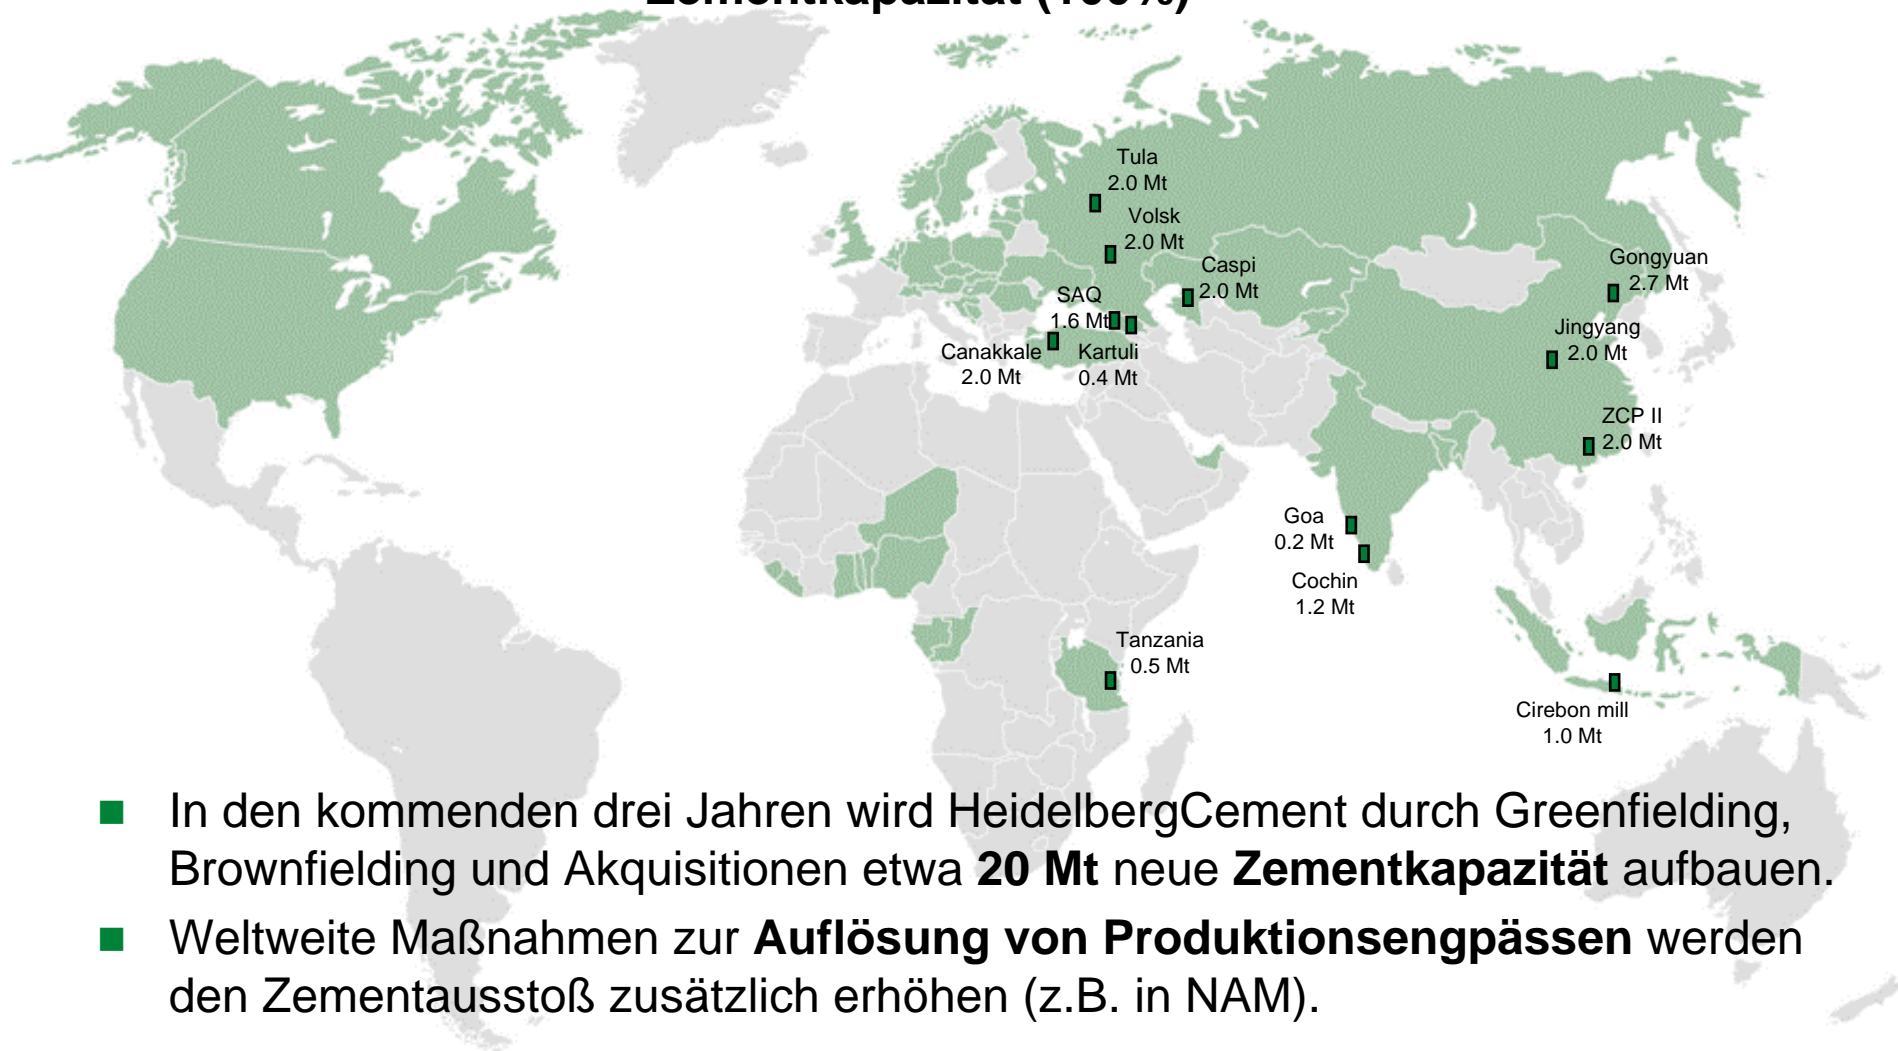 Zementkapazität (100%)
Tula
2.0 Mt
Volsk
2.0 Mt
Caspi
2.0 Mt
SAQ
1.6 Mt
Canakkale
2.0 Mt
Kartuli
0.4 Mt
Gongyuan
2.7 Mt
Jingyang
2.0 Mt
ZCP II
2.0 Mt
Goa
0.2 Mt
Cochin
1.2 Mt
Tanzania
0.5 Mt
Cirebon mill
1.0 Mt
In den kommenden drei Jahren wird HeidelbergCement durch Greenfielding,
Brownfielding und Akquisitionen etwa 20 Mt neue Zementkapazität aufbauen.
Weltweite Maßnahmen zur Auflösung von Produktionsengpässen werden
den Zementausstoß zusätzlich erhöhen (z.B. in NAM).